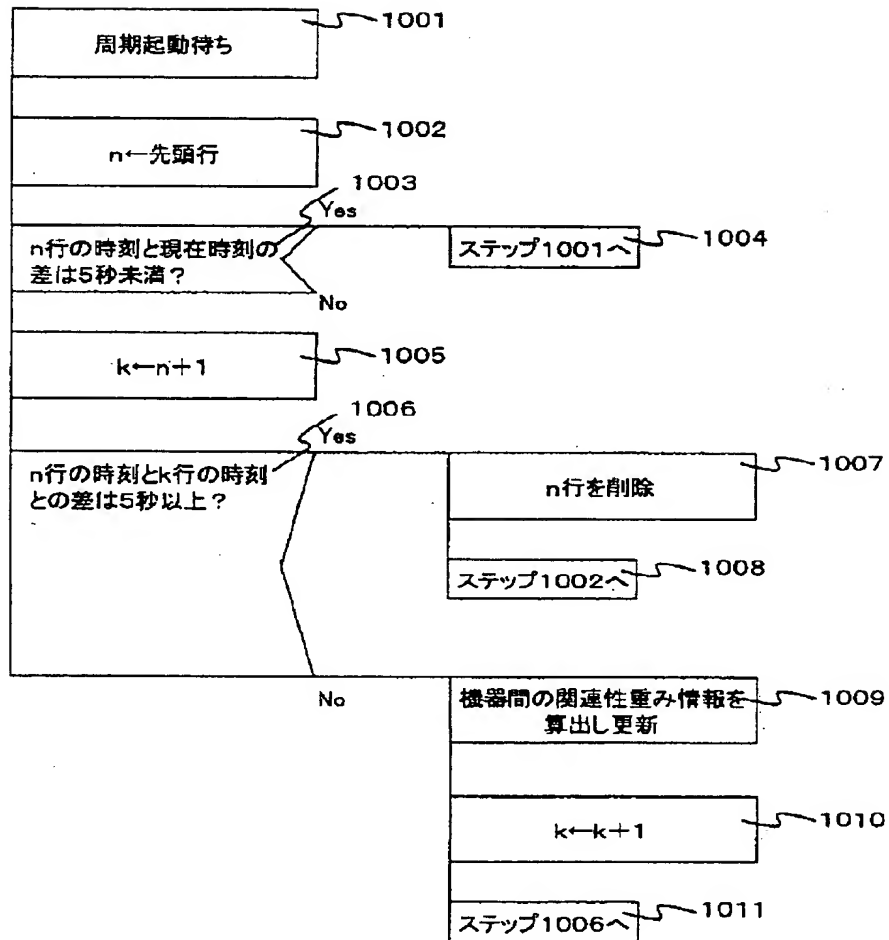 1001
周期起動待ち
1002
n←先頭行
1003
Yes
n行の時刻と現在時刻の
差は5秒未満?
ステップ1001へ
1004
No
1005
k←n+1
1006
Yes
n行の時刻とk行の時刻
との差は5秒以上?
1007
n行を削除
ステップ1002へ
1008
No
機器間の関連性重み情報を
算出し更新
1009
k←k+1
1010
ステップ1006へ
1011